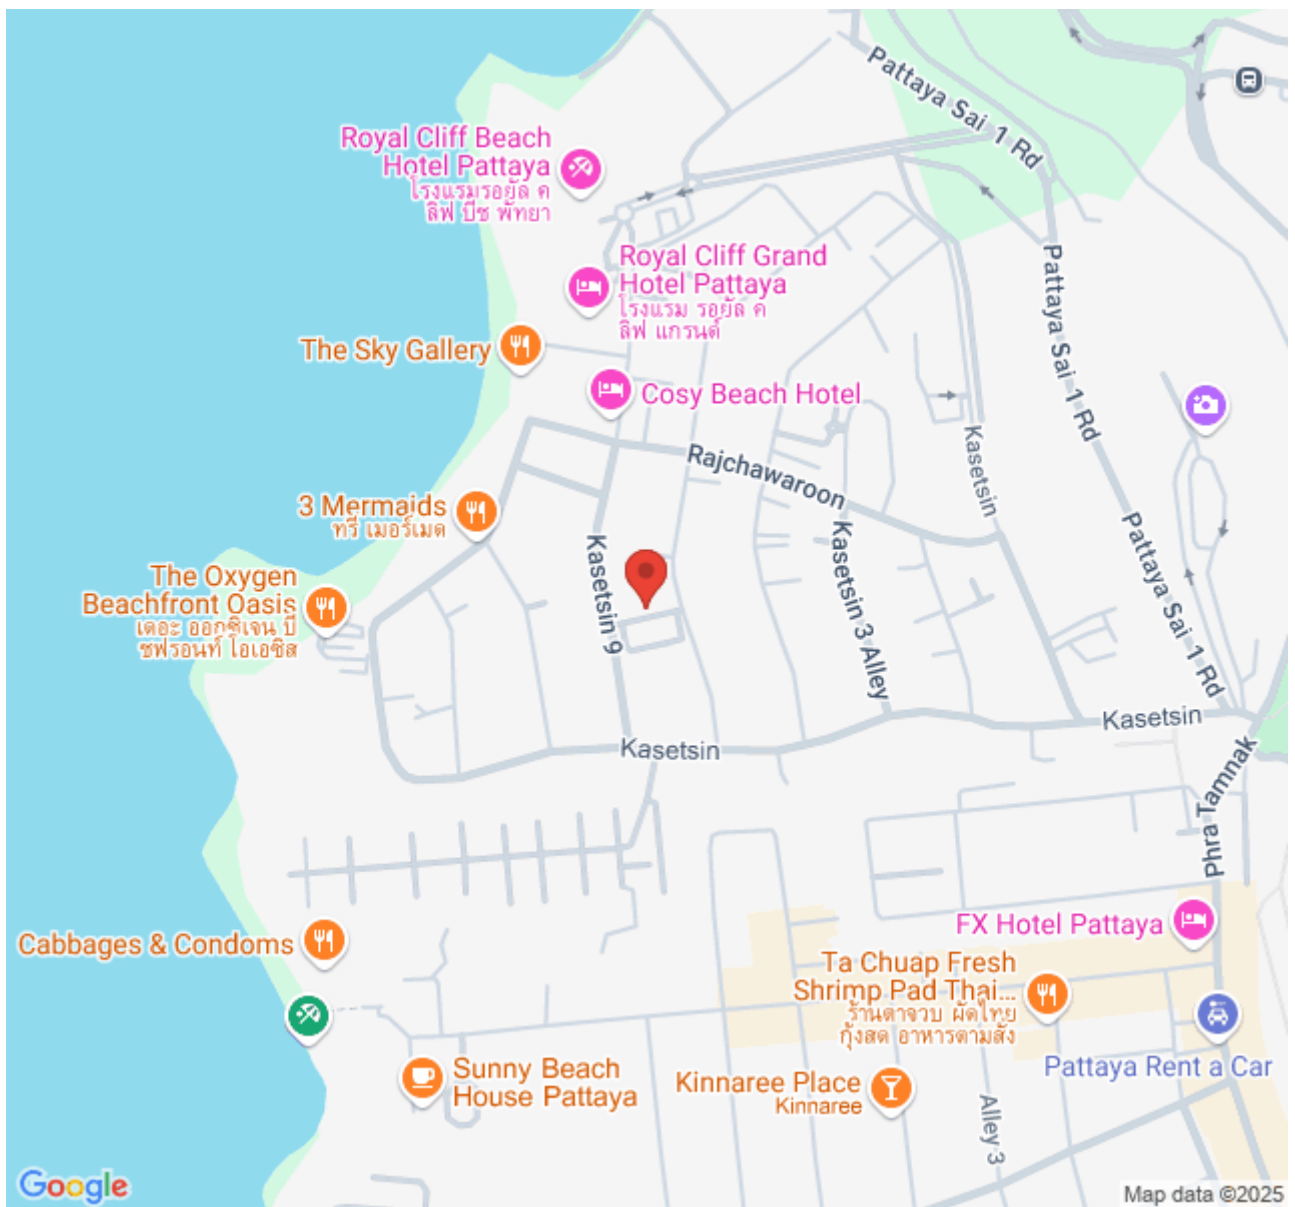 Pattaya Sai 1 Rd
Royal Cliff Beach
Hotel Pattaya
โรงแรมรอยัล ค
ลิฟ บีช พัทยา
Royal Cliff Grand
Hotel Pattaya
โรงแรม รอยัล ค
ลิฟ แกรนด์
Pattaya Sai 1 Rd
The Sky Gallery
Cosy Beach Hotel
Kasetsin
Rajchawaroon
3 Mermaids
ทรี เมอร์เมด
Kasetsin 9
Kasetsin 3 Alley
Pattaya Sai 1 Rd
The Oxygen
Beachfront Oasis
เดอะ ออกซิเจน บี
ชฟรอนท์ โอเอซิส
Kasetsin
Kasetsin
Phra Tamnak
Cabbages & Condoms
FX Hotel Pattaya
Ta Chuap Fresh
Shrimp Pad Thai...
ร้านตาจวบ ผัดไทย
กุ้งสด อาหารตามสั่ง
Sunny Beach
House Pattaya
Kinnaree Place
Kinnaree
Pattaya Rent a Car
Alley 3
Google
Map data ©2025